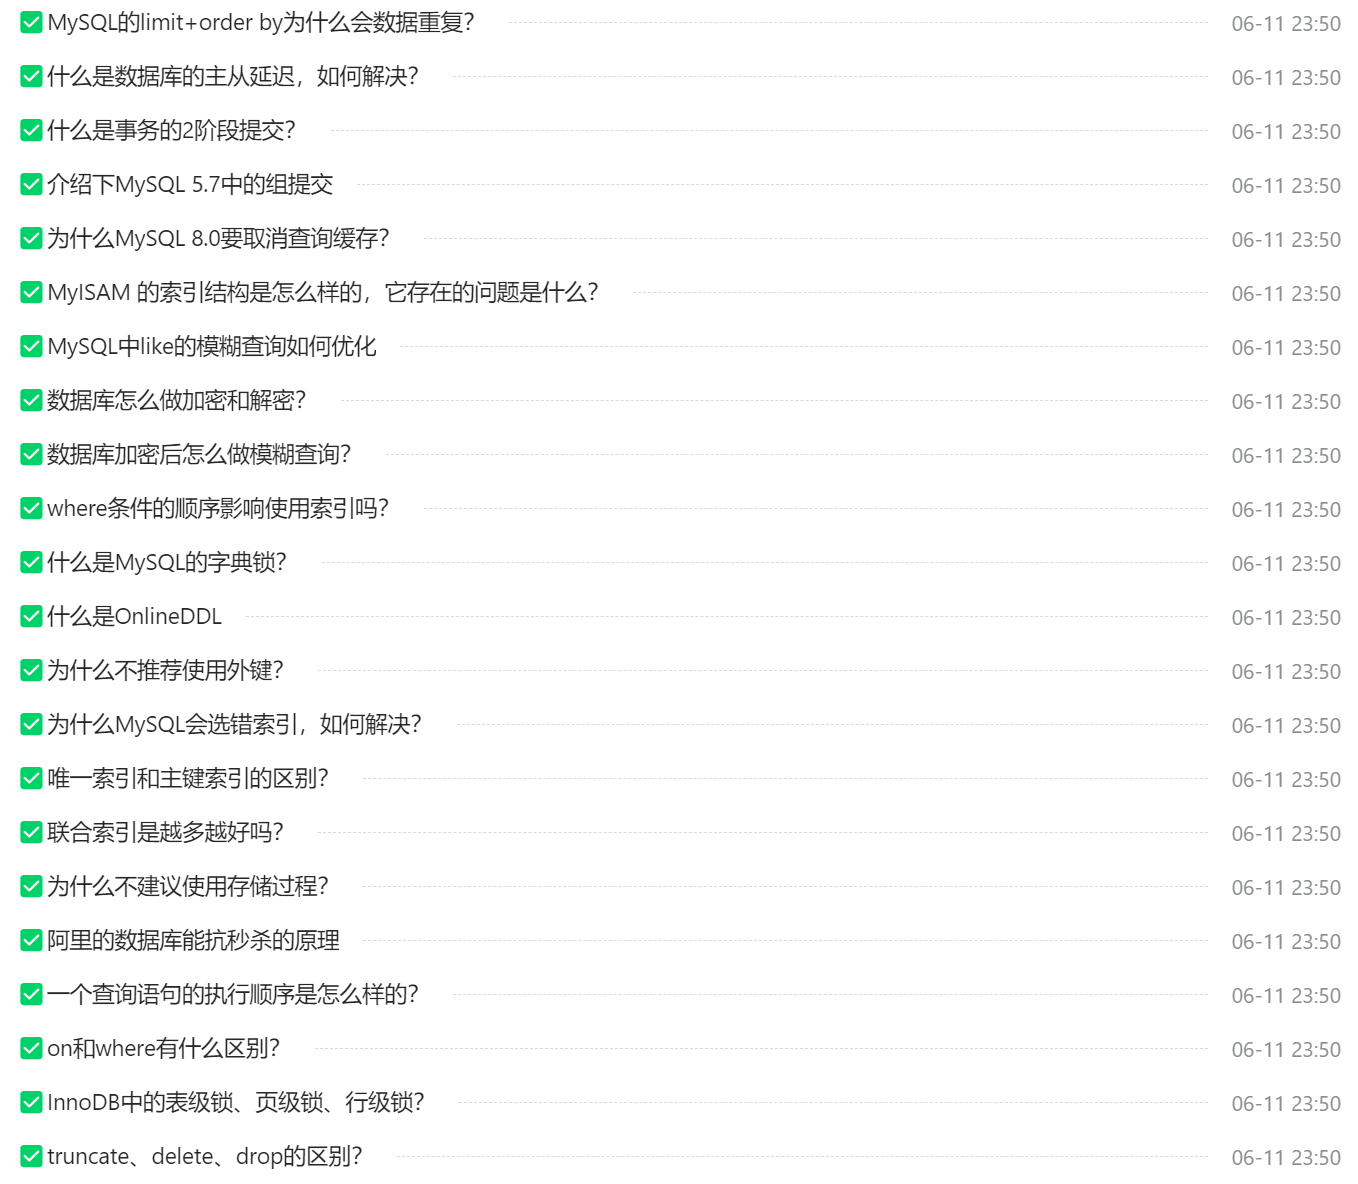 MySQL的limit+order by为什么会数据重复？ 06-11 23:50
什么是数据库的主从延迟，如何解决？ 06-11 23:50
什么是事务的2阶段提交？ 06-11 23:50
介绍下MySQL 5.7中的组提交 06-11 23:50
为什么MySQL 8.0要取消查询缓存？ 06-11 23:50
MyISAM 的索引结构是怎么样的，它存在的问题是什么？ 06-11 23:50
MySQL中like的模糊查询如何优化 06-11 23:50
数据库怎么做加密和解密？ 06-11 23:50
数据库加密后怎么做模糊查询？ 06-11 23:50
where条件的顺序影响使用索引吗？ 06-11 23:50
什么是MySQL的字典锁？ 06-11 23:50
什么是OnlineDDL 06-11 23:50
为什么不推荐使用外键？ 06-11 23:50
为什么MySQL会选错索引，如何解决？ 06-11 23:50
唯一索引和主键索引的区别？ 06-11 23:50
联合索引是越多越好吗？ 06-11 23:50
为什么不建议使用存储过程？ 06-11 23:50
阿里的数据库能抗秒杀的原理 06-11 23:50
一个查询语句的执行顺序是怎么样的？ 06-11 23:50
on和where有什么区别？ 06-11 23:50
InnoDB中的表级锁、页级锁、行级锁？ 06-11 23:50
truncate、delete、drop的区别？ 06-11 23:50